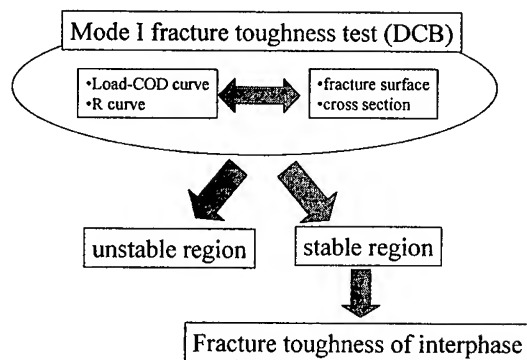 Mode I fracture toughness test (DCB)
•Load-COD curve
•R curve
•fracture surface
•cross section
unstable region
stable region
Fracture toughness of interphase